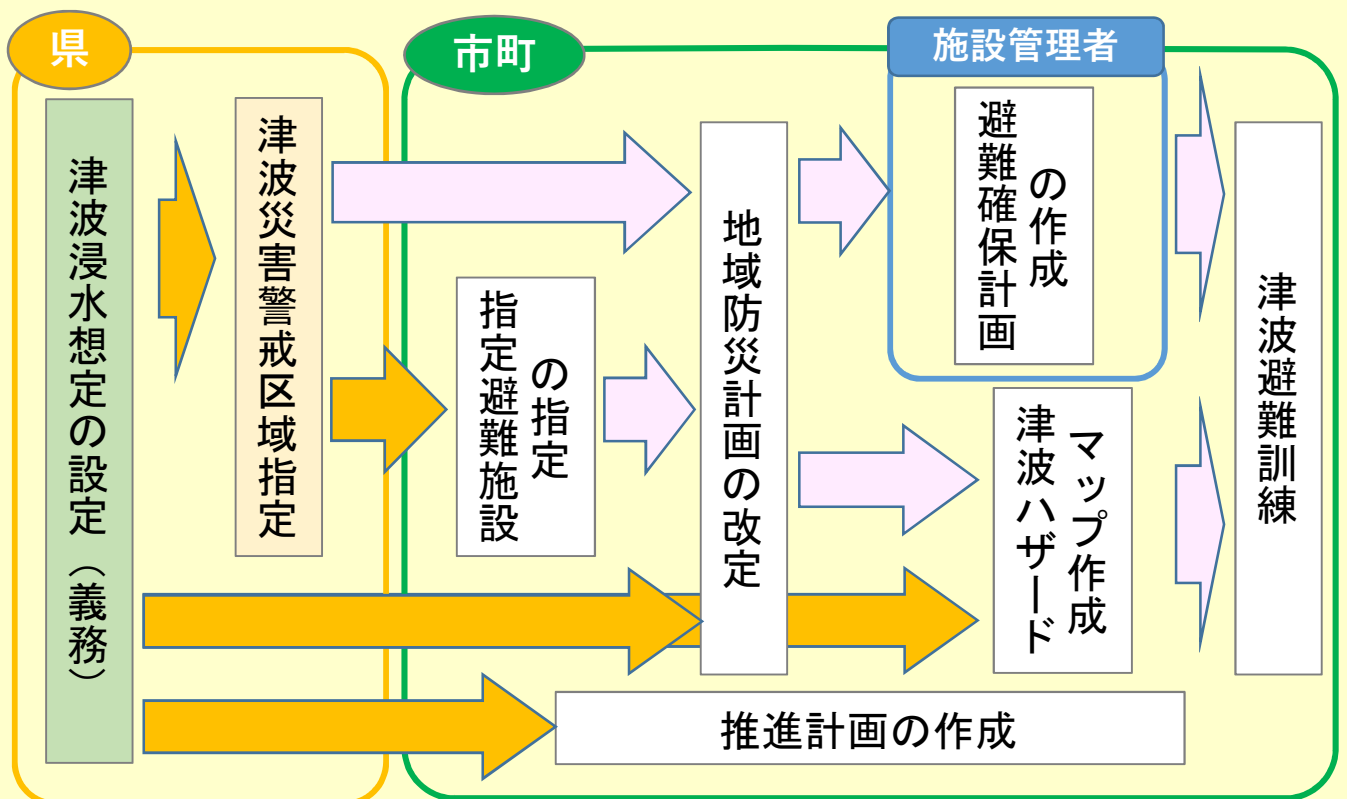 県
市町
施設管理者
津波浸水想定の設定（義務）
津波災害警戒区域指定
指定避難施設
の指定
地域防災計画の改定
避難確保計画
の作成
津波ハザード
マップ作成
津波避難訓練
推進計画の作成